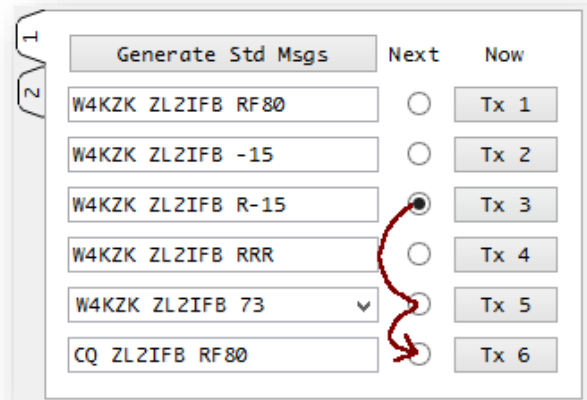 1
2
Generate Std Msgs Next Now
W4KZK ZL2IFB RF80 Tx 1
W4KZK ZL2IFB -15 Tx 2
W4KZK ZL2IFB R-15 Tx 3
W4KZK ZL2IFB RRR Tx 4
W4KZK ZL2IFB 73 Tx 5
CQ ZL2IFB RF80 Tx 6